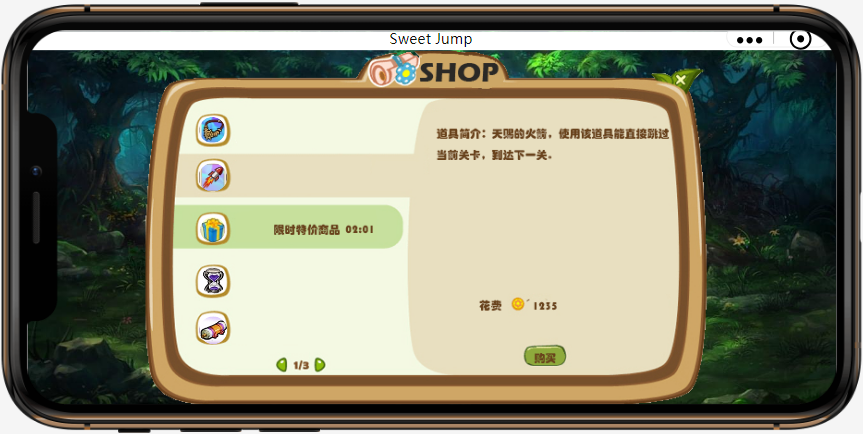 Sweet Jump
SHOP
道具简介：天赐的火箭，使用该道具能直接跳过
当前关卡，到达下一关。
限时特价商品 02:01
花费 1235
购买
1/3